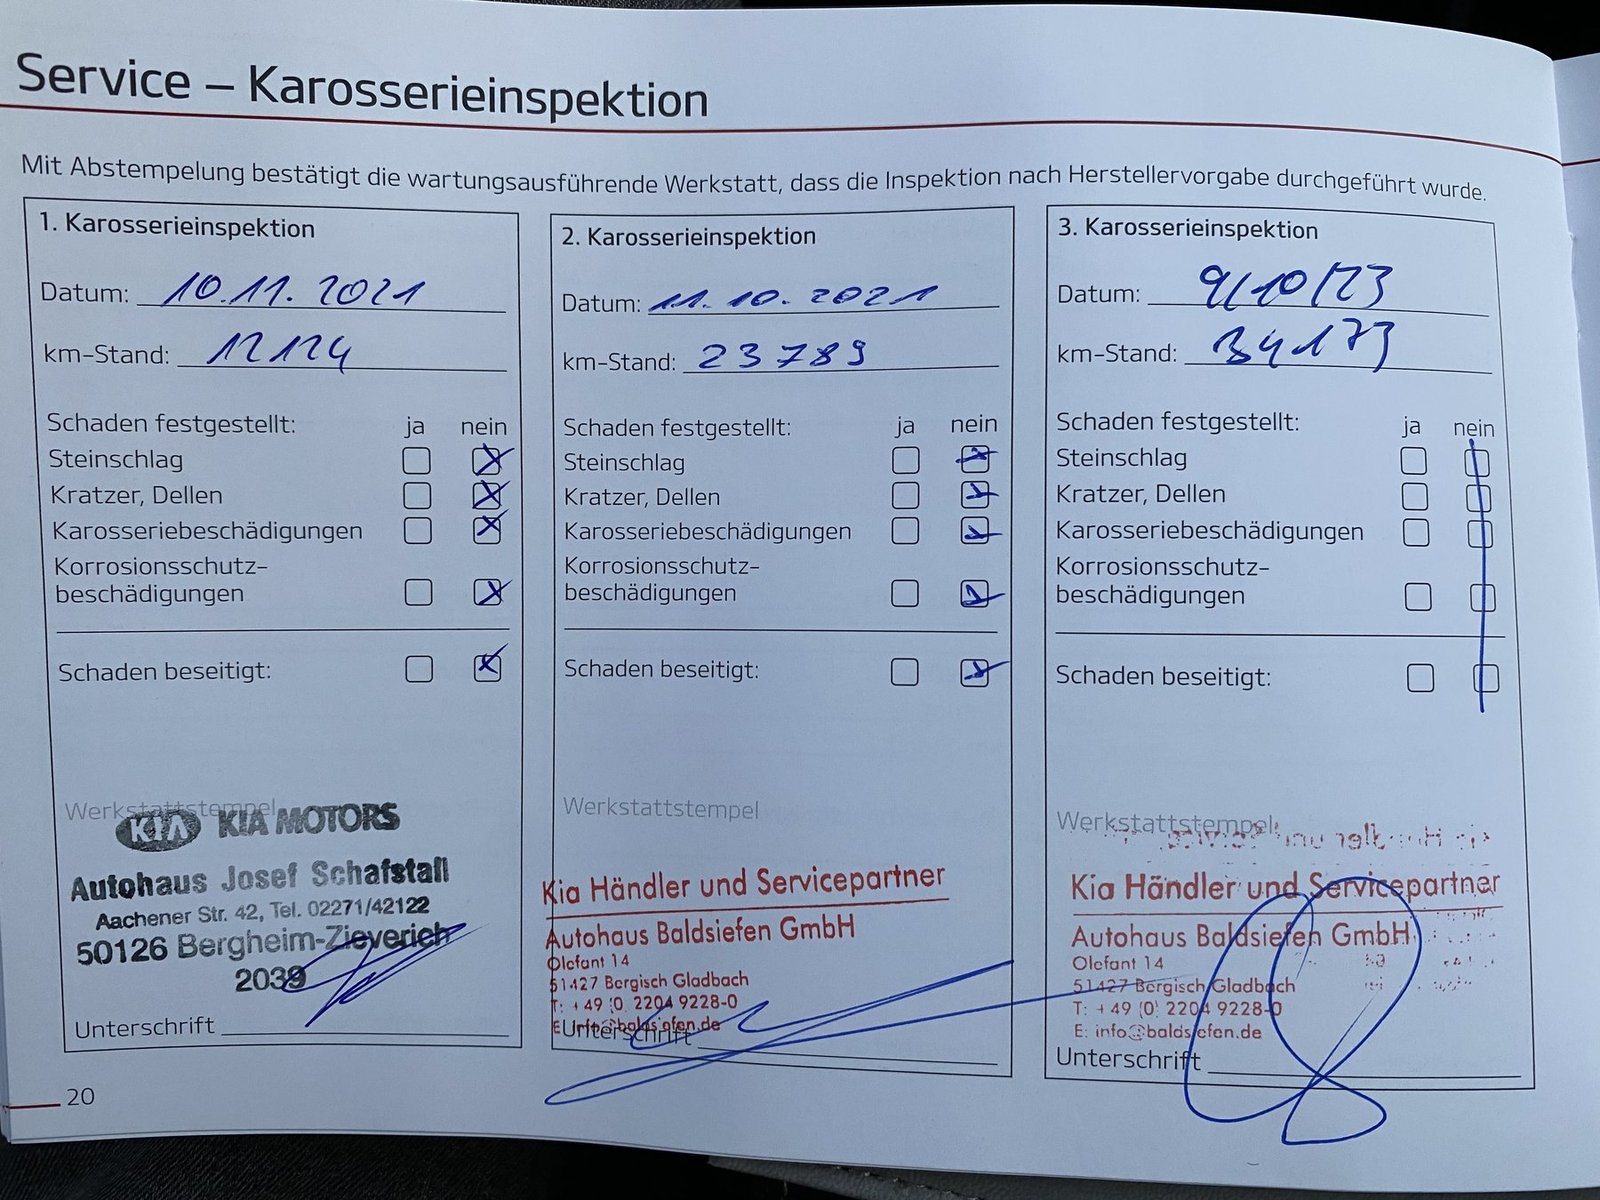 Service – Karosserieinspektion
Mit Abstempelung bestätigt die wartungsausführende Werkstatt, dass die Inspektion nach Herstellervorgabe durchgeführt wurde.
1. Karosserieinspektion
Datum: 10.11.2021
km-Stand: 12124
Schaden festgestellt: ja nein
Steinschlag
Kratzer, Dellen
Karosseriebeschädigungen
Korrosionsschutz-
beschädigungen
Schaden beseitigt:
Werkstattstempel
KIA KIA MOTORS
Autohaus Josef Schafstall
Aachener Str. 42, Tel. 02271/42122
50126 Bergheim-Zieverich
2039
Unterschrift
2. Karosserieinspektion
Datum: 11.10.2021
km-Stand: 23789
Schaden festgestellt: ja nein
Steinschlag
Kratzer, Dellen
Karosseriebeschädigungen
Korrosionsschutz-
beschädigungen
Schaden beseitigt:
Werkstattstempel
Kia Händler und Servicepartner
Autohaus Baldsiefen GmbH
Olefant 14
51427 Bergisch Gladbach
T: +49 (0) 2204 9228-0
E: info@baldsiefen.de
Unterschrift
3. Karosserieinspektion
Datum: 9/10/23
km-Stand: 34173
Schaden festgestellt: ja nein
Steinschlag
Kratzer, Dellen
Karosseriebeschädigungen
Korrosionsschutz-
beschädigungen
Schaden beseitigt:
Werkstattstempel
Kia Händler und Servicepartner
Autohaus Baldsiefen GmbH
Olefant 14
51427 Bergisch Gladbach
T: +49 (0) 2204 9228-0
E: info@baldsiefen.de
Unterschrift
20